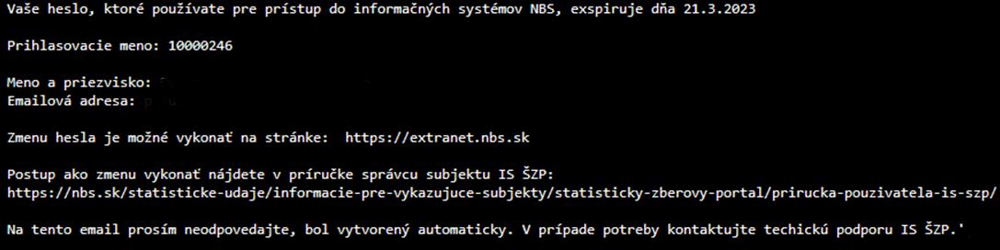 Vaše heslo, ktoré používate pre prístup do informačných systémov NBS, exspiruje dňa 21.3.2023
Prihlasovacie meno: 10000246
Meno a priezvisko:
Emailová adresa:
Zmenu hesla je možné vykonať na stránke:  https://extranet.nbs.sk
Postup ako zmenu vykonať nájdete v príručke správcu subjektu IS ŠZP:
https://nbs.sk/statisticke-udaje/informacie-pre-vykazujuce-subjekty/statisticky-zberovy-portal/prirucka-pouzivatela-is-szp/
Na tento email prosím neodpovedajte, bol vytvorený automaticky. V prípade potreby kontaktujte techickú podporu IS ŠZP.'